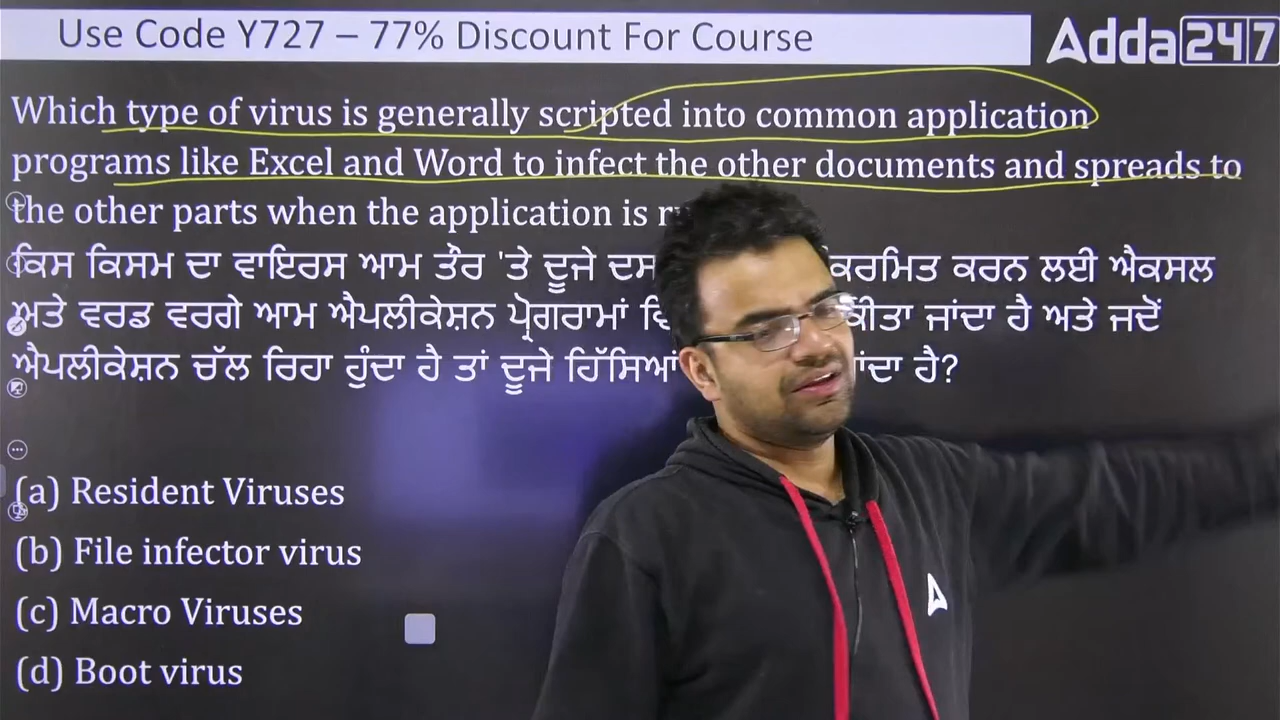 Use Code Y727 – 77% Discount For Course
Adda247
Which type of virus is generally scripted into common application
programs like Excel and Word to infect the other documents and spreads to
the other parts when the application is
ਕਿਸ ਕਿਸਮ ਦਾ ਵਾਇਰਸ ਆਮ ਤੌਰ 'ਤੇ ਦੂਜੇ ਕਰਨ ਲਈ ਐਕਸਲ
ਅਤੇ ਵਰਡ ਵਰਗੇ ਆਮ ਐਪਲੀਕੇਸ਼ਨ ਪ੍ਰੋਗਰਾਮਾਂ ਕੀਤਾ ਜਾਂਦਾ ਹੈ ਅਤੇ ਜਦੋਂ
ਐਪਲੀਕੇਸ਼ਨ ਚੱਲ ਰਿਹਾ ਹੁੰਦਾ ਹੈ ਤਾਂ ਦੂਜੇ ਹਿੱਸਿਆਂ ਹੈ?
(a) Resident Viruses
(b) File infector virus
(c) Macro Viruses
(d) Boot virus